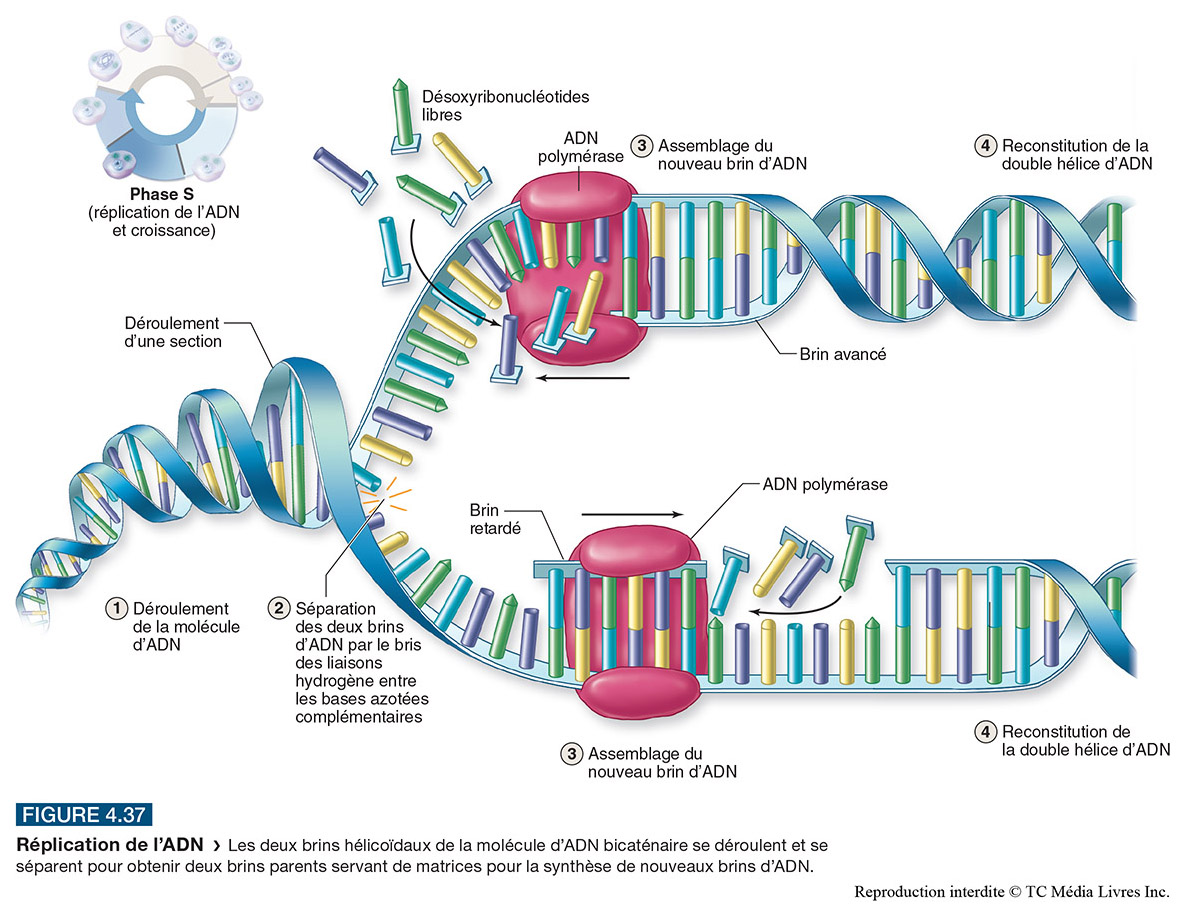 Phase S
(réplication de l'ADN
et croissance)
Désoxyribonucléotides
libres
ADN
polymérase
3 Assemblage du
nouveau brin d'ADN
4 Reconstitution de la
double hélice d'ADN
Déroulement
d'une section
Brin avancé
ADN polymérase
Brin
retardé
1 Déroulement
de la molécule
d'ADN
2 Séparation
des deux brins
d'ADN par le bris
des liaisons
hydrogène entre
les bases azotées
complémentaires
3 Assemblage du
nouveau brin d'ADN
4 Reconstitution de
la double hélice d'ADN
FIGURE 4.37
Réplication de l'ADN › Les deux brins hélicoïdaux de la molécule d'ADN bicaténaire se déroulent et se
séparent pour obtenir deux brins parents servant de matrices pour la synthèse de nouveaux brins d'ADN.
Reproduction interdite © TC Média Livres Inc.